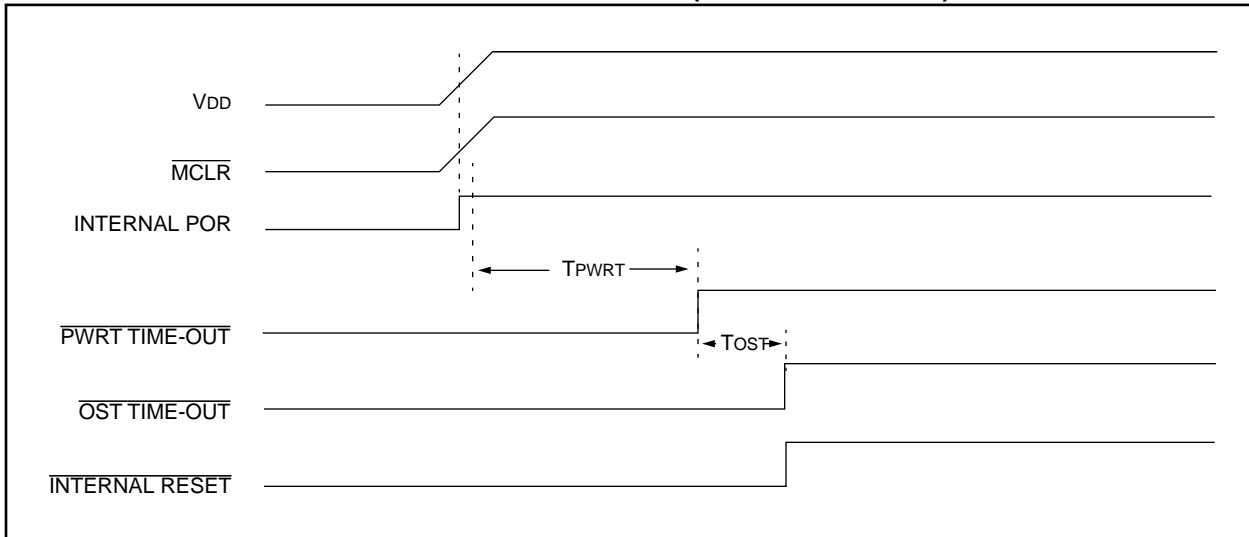 VDD
MCLR
INTERNAL POR
TPWRT
PWRT TIME-OUT
TOST
OST TIME-OUT
INTERNAL RESET